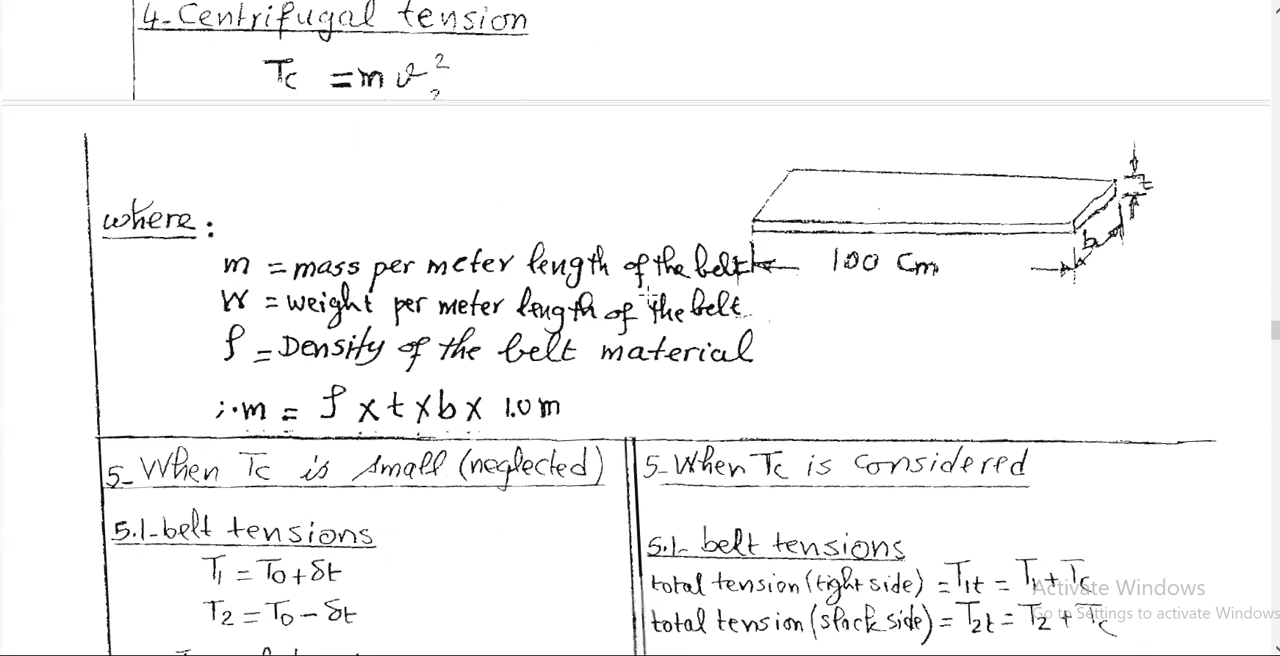 4-Centrifugal tension
Tc = m v²
where:
m = mass per meter length of the belt
W = weight per meter length of the belt
ρ = Density of the belt material
∴ m = ρ x t x b x 1.0 m
t
b
100 Cm
5-When Tc is small (neglected)
5.1-belt tensions
T1 = To + δt
T2 = To - δt
5-When Tc is Considered
5.1- belt tensions
total tension (tight side) = T1t = T1 + Tc
total tension (slack side) = T2t = T2 + Tc
Activate Windows
Go to Settings to activate Windows